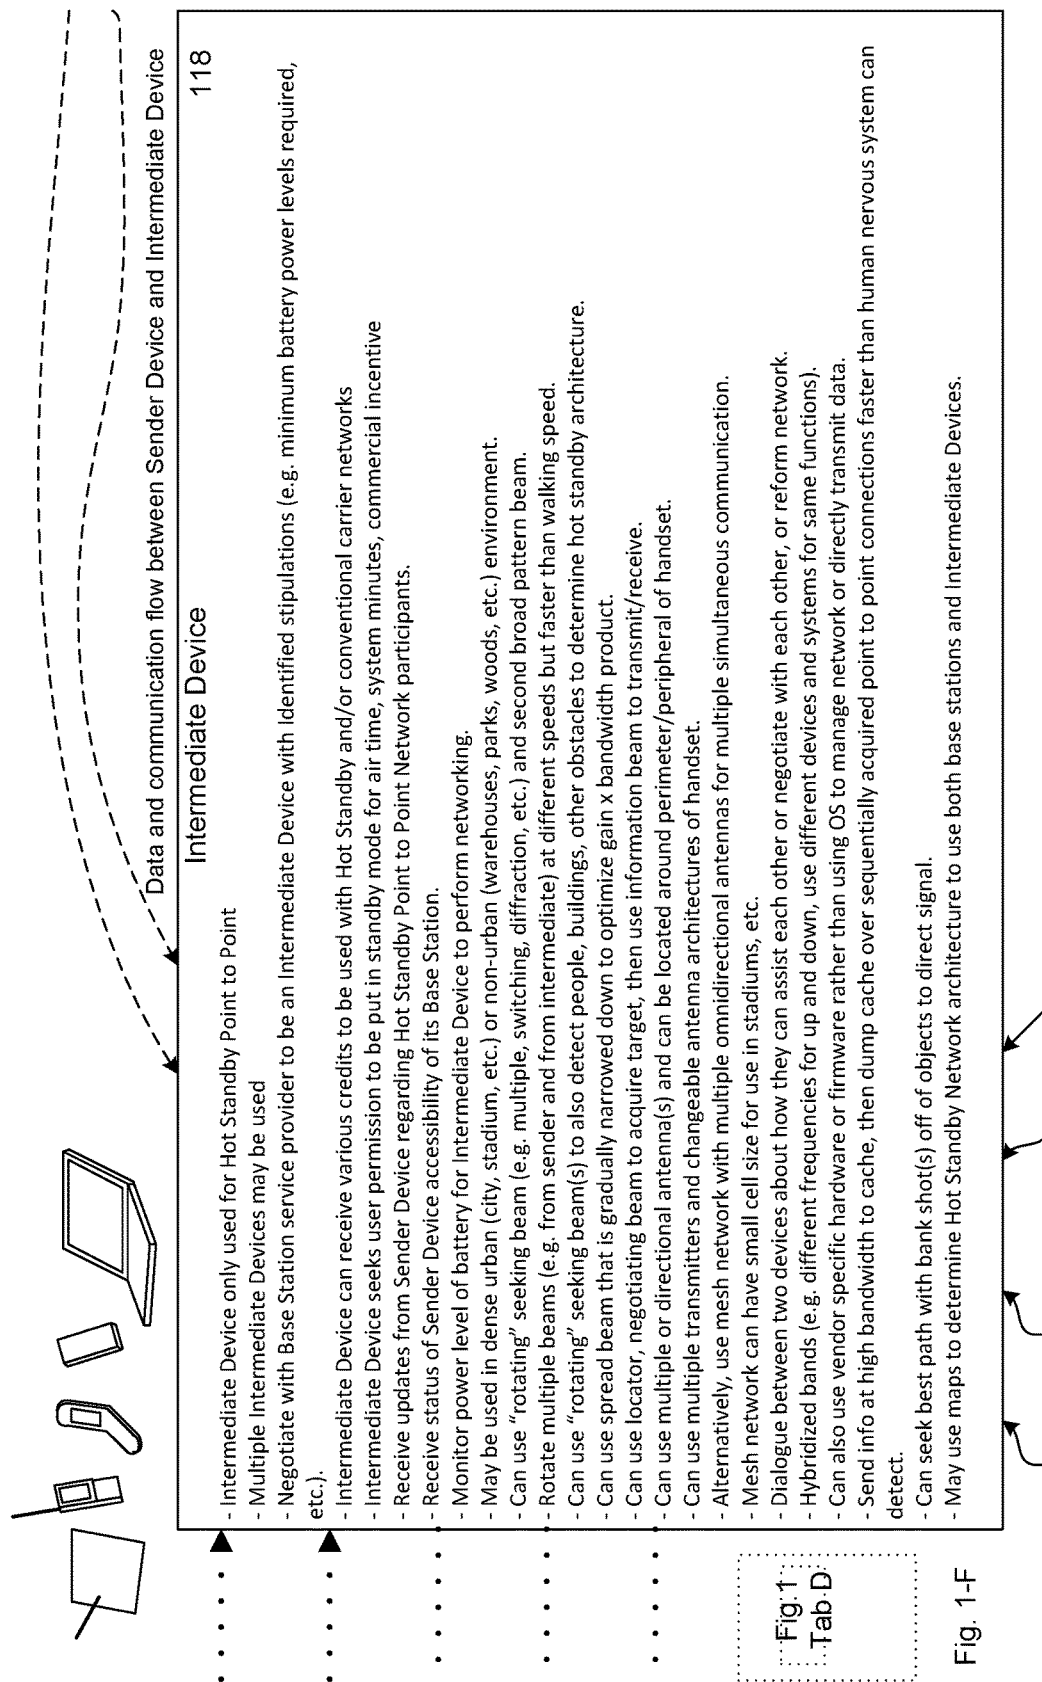 Data and communication flow between Sender Device and Intermediate Device
Intermediate Device
118
- Intermediate Device only used for Hot Standby Point to Point
- Multiple Intermediate Devices may be used
- Negotiate with Base Station service provider to be an Intermediate Device with Identified stipulations (e.g. minimum battery power levels required,
etc.).
- Intermediate Device can receive various credits to be used with Hot Standby and/or conventional carrier networks
- Intermediate Device seeks user permission to be put in standby mode for air time, system minutes, commercial incentive
- Receive updates from Sender Device regarding Hot Standby Point to Point Network participants.
- Receive status of Sender Device accessibility of its Base Station.
- Monitor power level of battery for Intermediate Device to perform networking.
- May be used in dense urban (city, stadium, etc.) or non-urban (warehouses, parks, woods, etc.) environment.
- Can use “rotating” seeking beam (e.g. multiple, switching, diffraction, etc.) and second broad pattern beam.
- Rotate multiple beams (e.g. from sender and from intermediate) at different speeds but faster than walking speed.
- Can use “rotating” seeking beam(s) to also detect people, buildings, other obstacles to determine hot standby architecture.
- Can use spread beam that is gradually narrowed down to optimize gain x bandwidth product.
- Can use locator, negotiating beam to acquire target, then use information beam to transmit/receive.
- Can use multiple or directional antenna(s) and can be located around perimeter/peripheral of handset.
- Can use multiple transmitters and changeable antenna architectures of handset.
- Alternatively, use mesh network with multiple omnidirectional antennas for multiple simultaneous communication.
- Mesh network can have small cell size for use in stadiums, etc.
- Dialogue between two devices about how they can assist each other or negotiate with each other, or reform network.
- Hybridized bands (e.g. different frequencies for up and down, use different devices and systems for same functions).
- Can also use vendor specific hardware or firmware rather than using OS to manage network or directly transmit data.
- Send info at high bandwidth to cache, then dump cache over sequentially acquired point to point connections faster than human nervous system can
detect.
- Can seek best path with bank shot(s) off of objects to direct signal.
- May use maps to determine Hot Standby Network architecture to use both base stations and Intermediate Devices.
Fig. 1
Tab D
Fig. 1-F